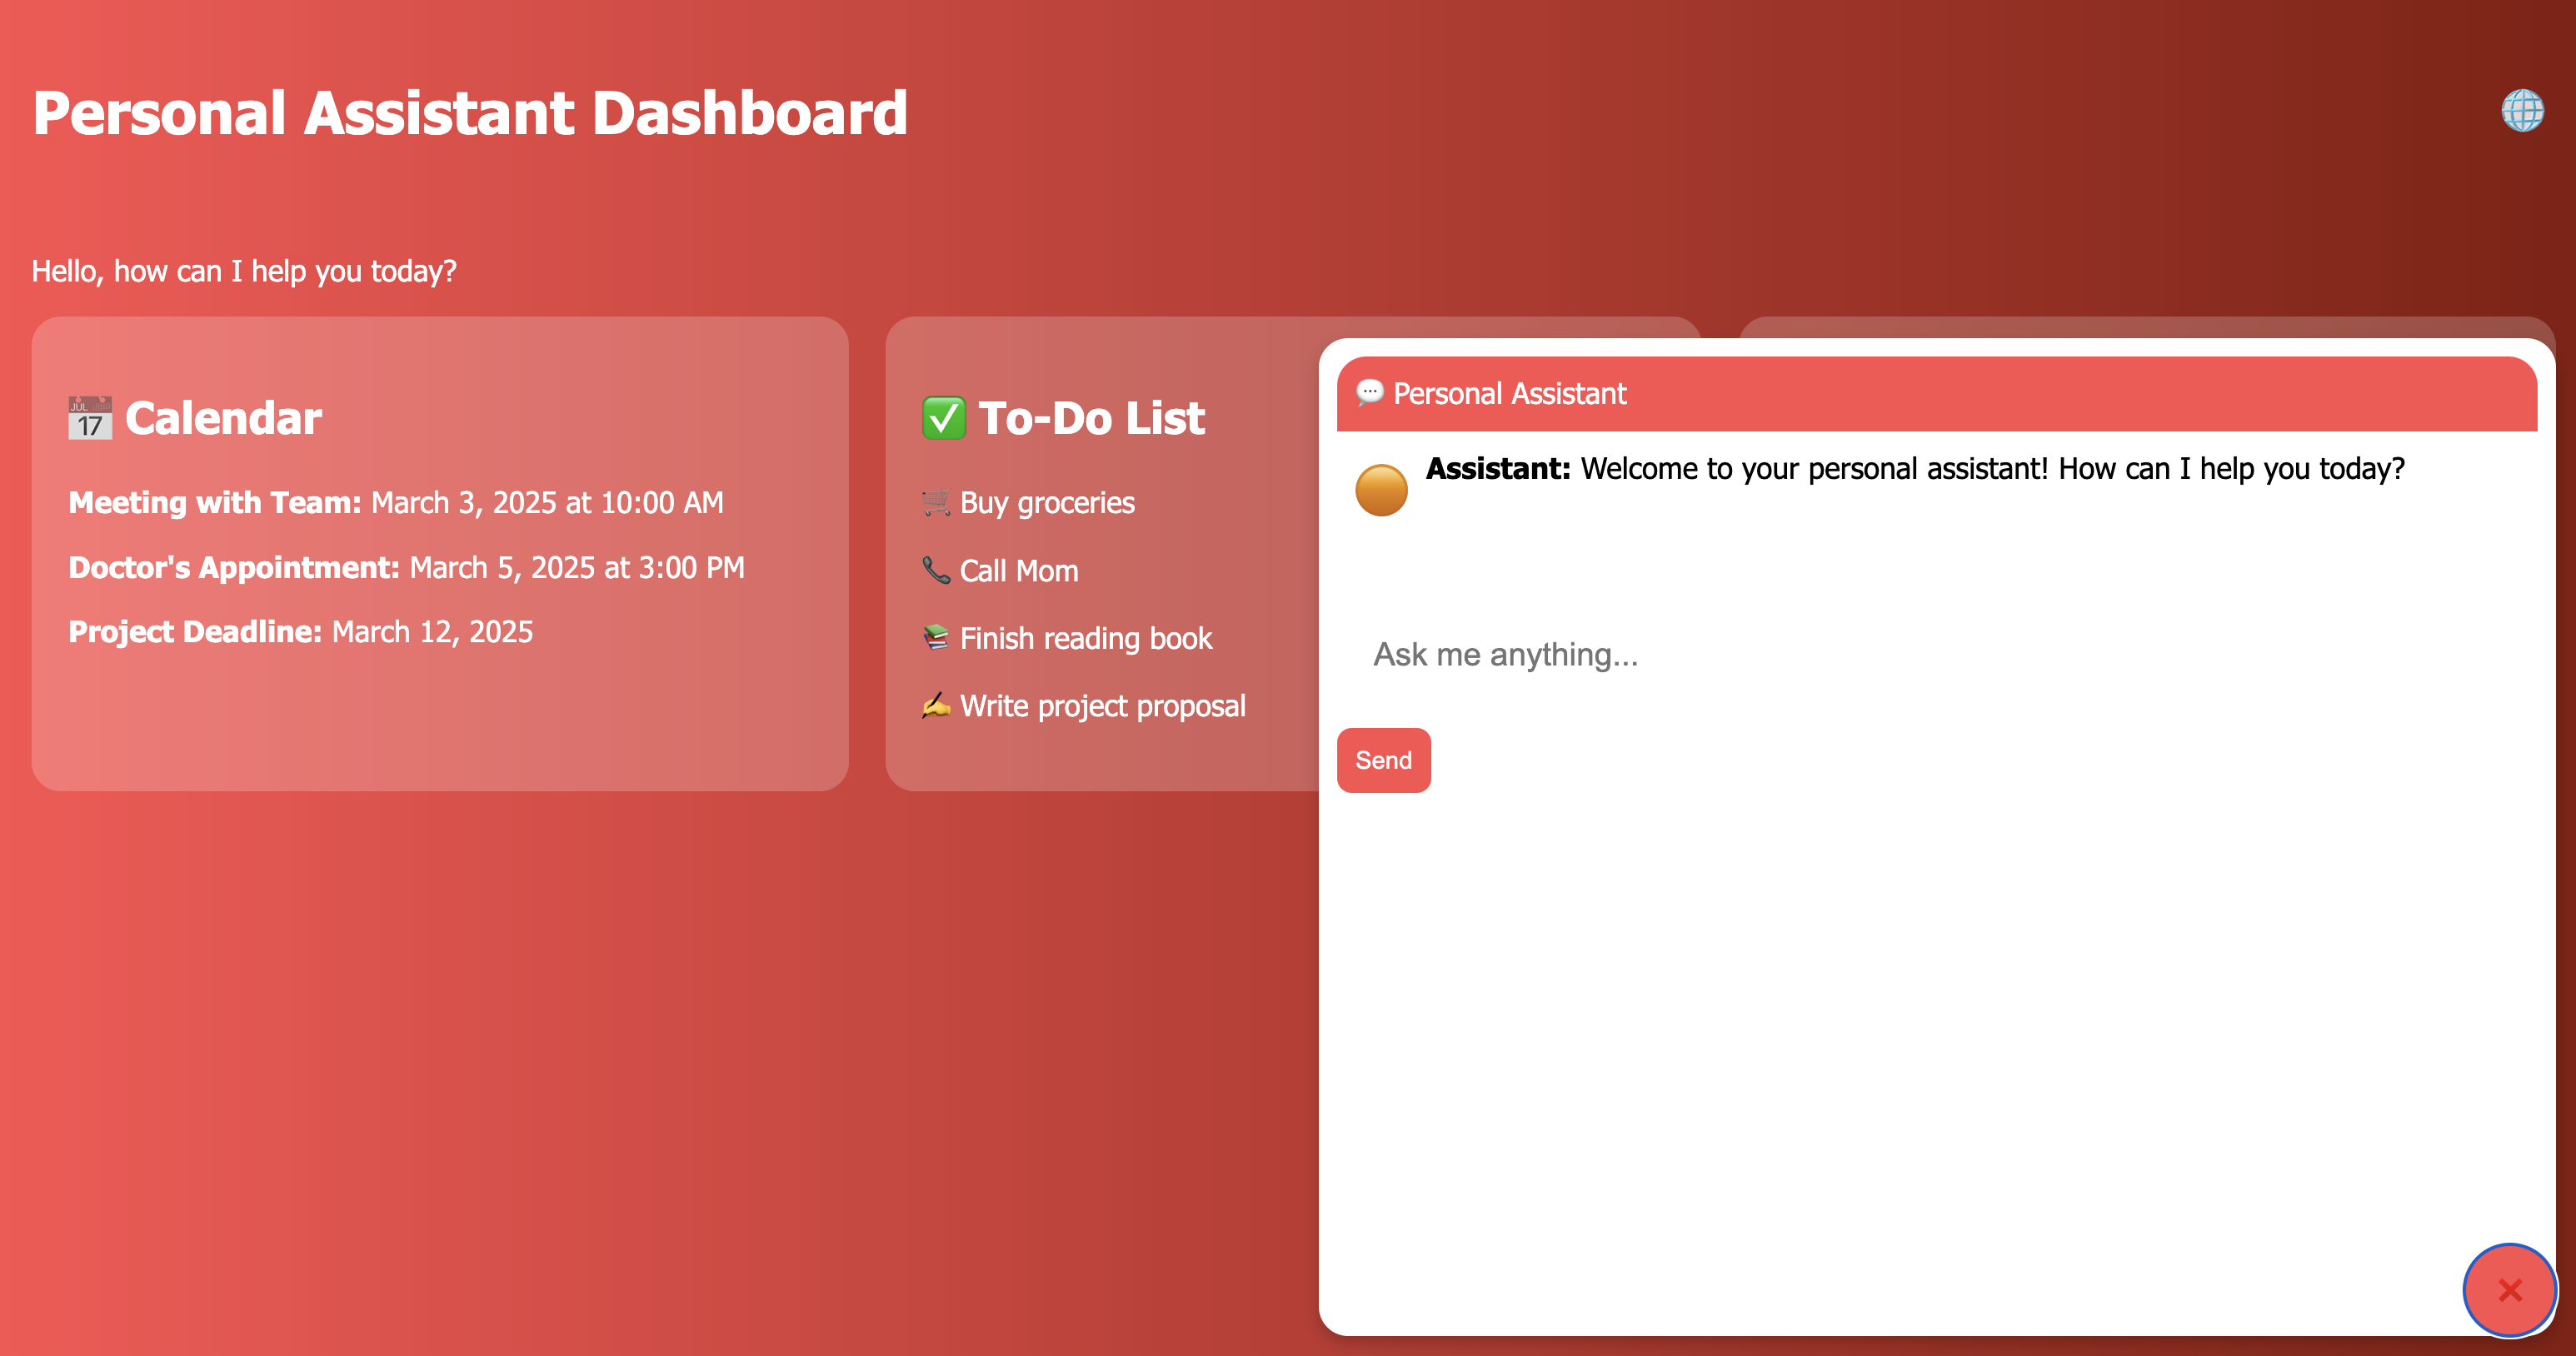 Personal Assistant Dashboard
Hello, how can I help you today?
📅 Calendar
Meeting with Team: March 3, 2025 at 10:00 AM
Doctor's Appointment: March 5, 2025 at 3:00 PM
Project Deadline: March 12, 2025
✅ To-Do List
🛒 Buy groceries
📞 Call Mom
📚 Finish reading book
✍️ Write project proposal
💬 Personal Assistant
Assistant: Welcome to your personal assistant! How can I help you today?
Ask me anything...
Send